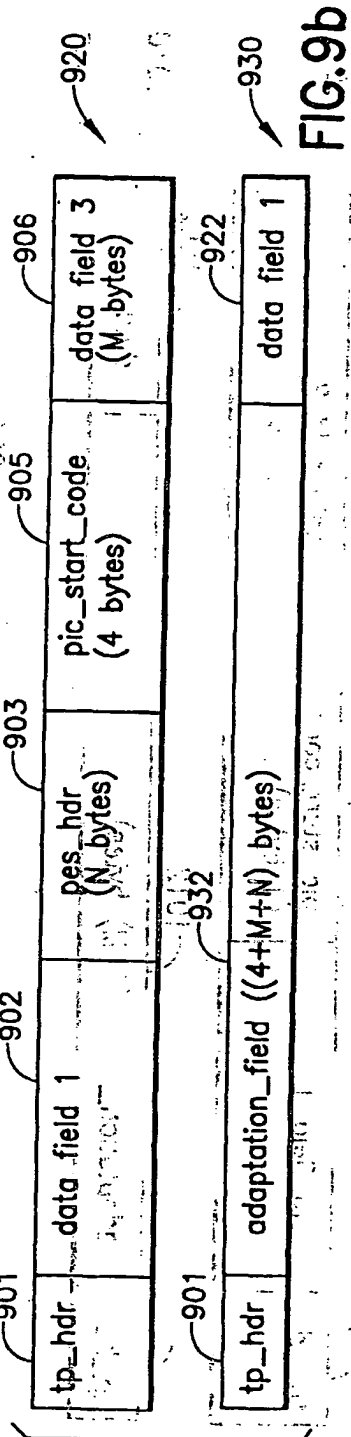 901
902
903
905
906
920
tp_hdr
data field 1
pes_hdr
(N bytes)
pic_start_code
(4 bytes)
data field 3
(M bytes)
901
932
922
930
tp_hdr
adaptation_field ((4+M+N) bytes)
data field 1
FIG.9b